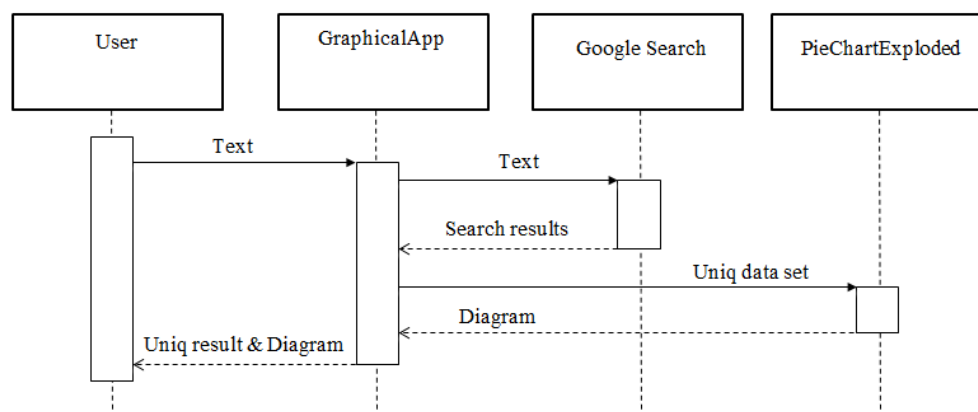 User
GraphicalApp
Google Search
PieChartExploded
Text
Text
Search results
Uniq data set
Diagram
Uniq result & Diagram